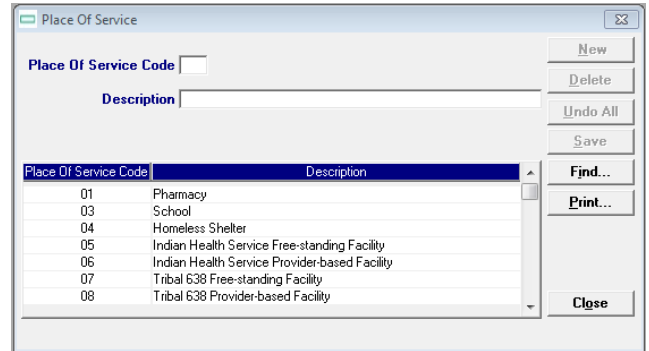 Place Of Service
Place Of Service Code
Description
New
Delete
Undo All
Save
Find...
Print...
Close
Place Of Service Code Description
01 Pharmacy
03 School
04 Homeless Shelter
05 Indian Health Service Free-standing Facility
06 Indian Health Service Provider-based Facility
07 Tribal 638 Free-standing Facility
08 Tribal 638 Provider-based Facility